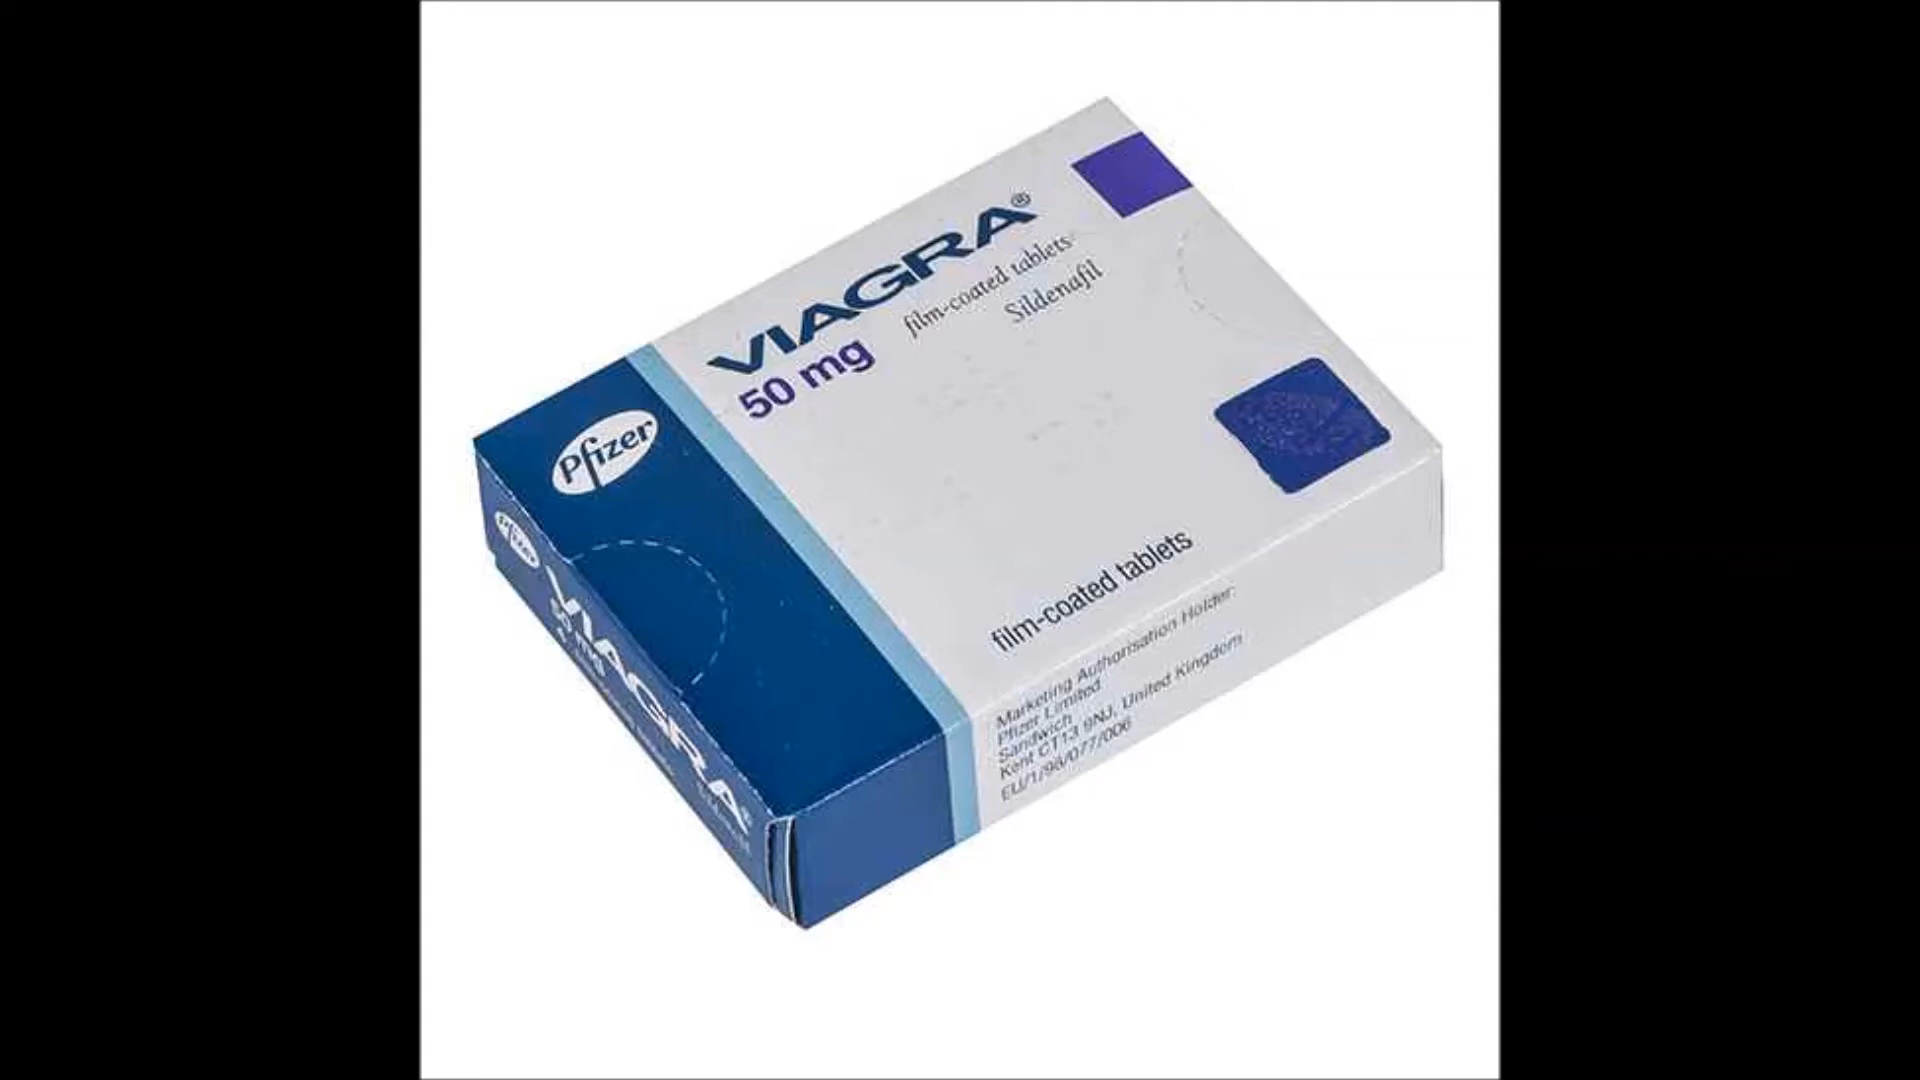 VIAGRA®
50 mg
film-coated tablets
Sildenafil
Pfizer
film-coated tablets
Marketing Authorisation Holder:
Pfizer Limited
Sandwich
Kent CT13 9NJ, United Kingdom
EU/1/98/077/006
Pfizer
VIAGRA®
50 mg